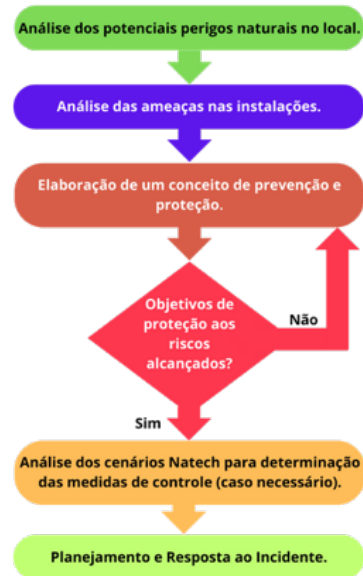 Análise dos potenciais perigos naturais no local.
Análise das ameaças nas instalações.
Elaboração de um conceito de prevenção e
proteção.
Objetivos de
proteção aos
riscos
alcançados?
Não
Sim
Análise dos cenários Natech para determinação
das medidas de controle (caso necessário).
Planejamento e Resposta ao Incidente.